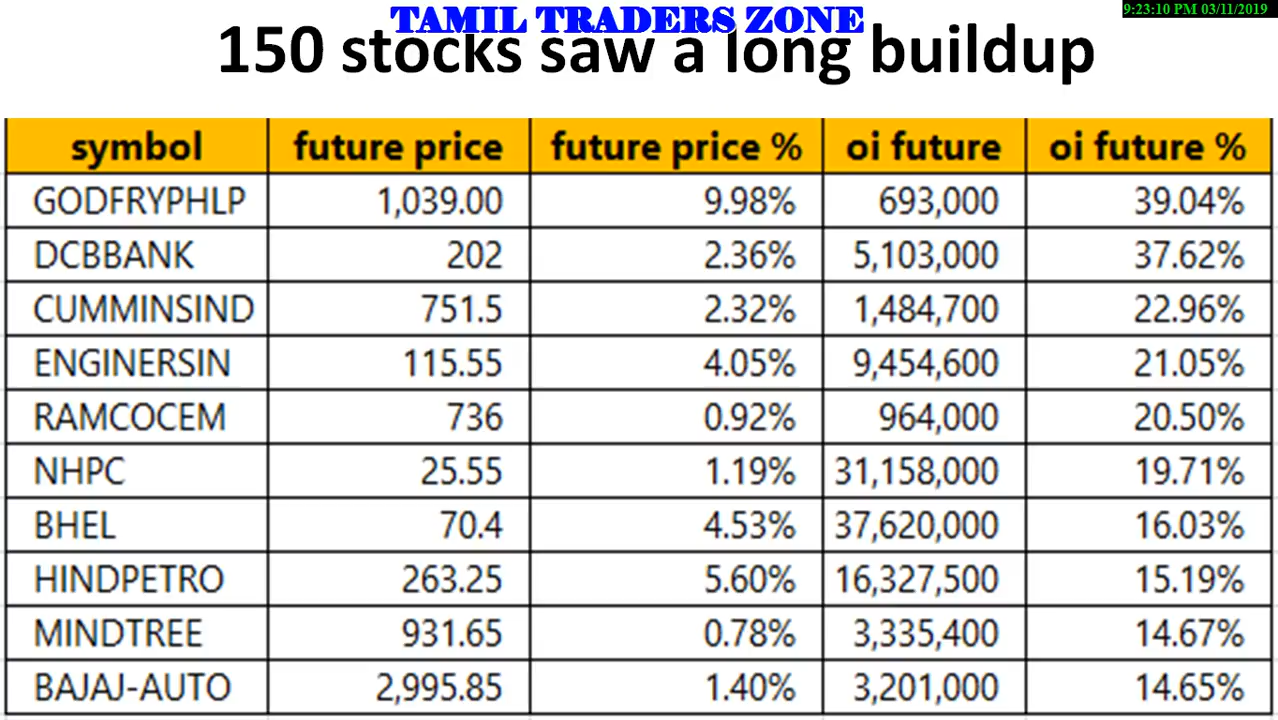 TAMIL TRADERS ZONE
9:23:10 PM 03/11/2019
150 stocks saw a long buildup
symbol future price future price % oi future oi future %
GODFRYPHLP 1,039.00 9.98% 693,000 39.04%
DCBBANK 202 2.36% 5,103,000 37.62%
CUMMINSIND 751.5 2.32% 1,484,700 22.96%
ENGINERSIN 115.55 4.05% 9,454,600 21.05%
RAMCOCEM 736 0.92% 964,000 20.50%
NHPC 25.55 1.19% 31,158,000 19.71%
BHEL 70.4 4.53% 37,620,000 16.03%
HINDPETRO 263.25 5.60% 16,327,500 15.19%
MINDTREE 931.65 0.78% 3,335,400 14.67%
BAJAJ-AUTO 2,995.85 1.40% 3,201,000 14.65%